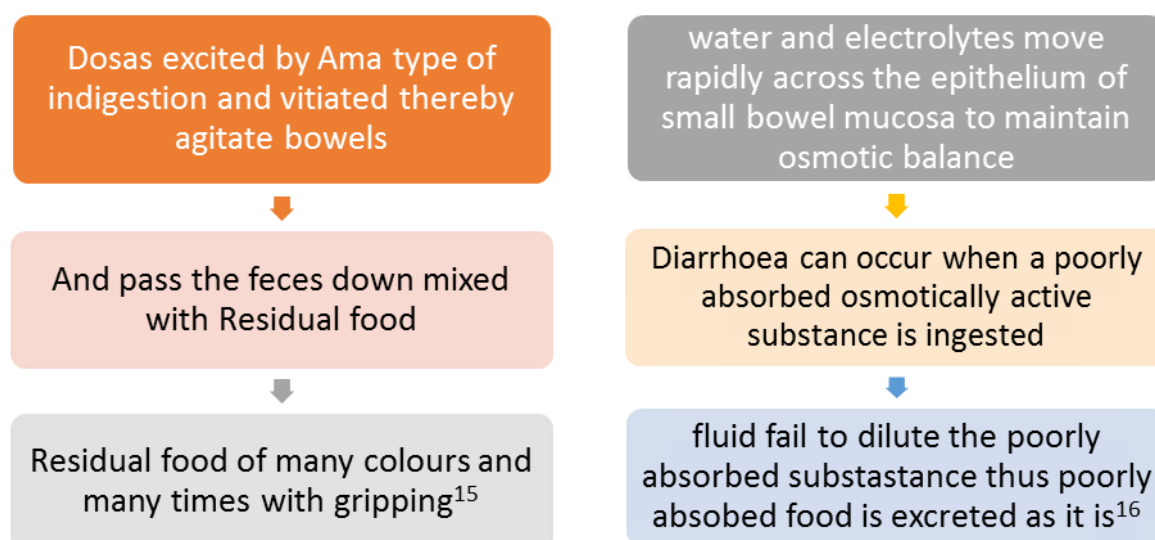 Dosas excited by Ama type of
indigestion and vitiated thereby
agitate bowels
And pass the feces down mixed
with Residual food
Residual food of many colours and
many times with gripping15
water and electrolytes move
rapidly across the epithelium of
small bowel mucosa to maintain
osmotic balance
Diarrhoea can occur when a poorly
absorbed osmotically active
substance is ingested
fluid fail to dilute the poorly
absorbed substastance thus poorly
absobed food is excreted as it is16